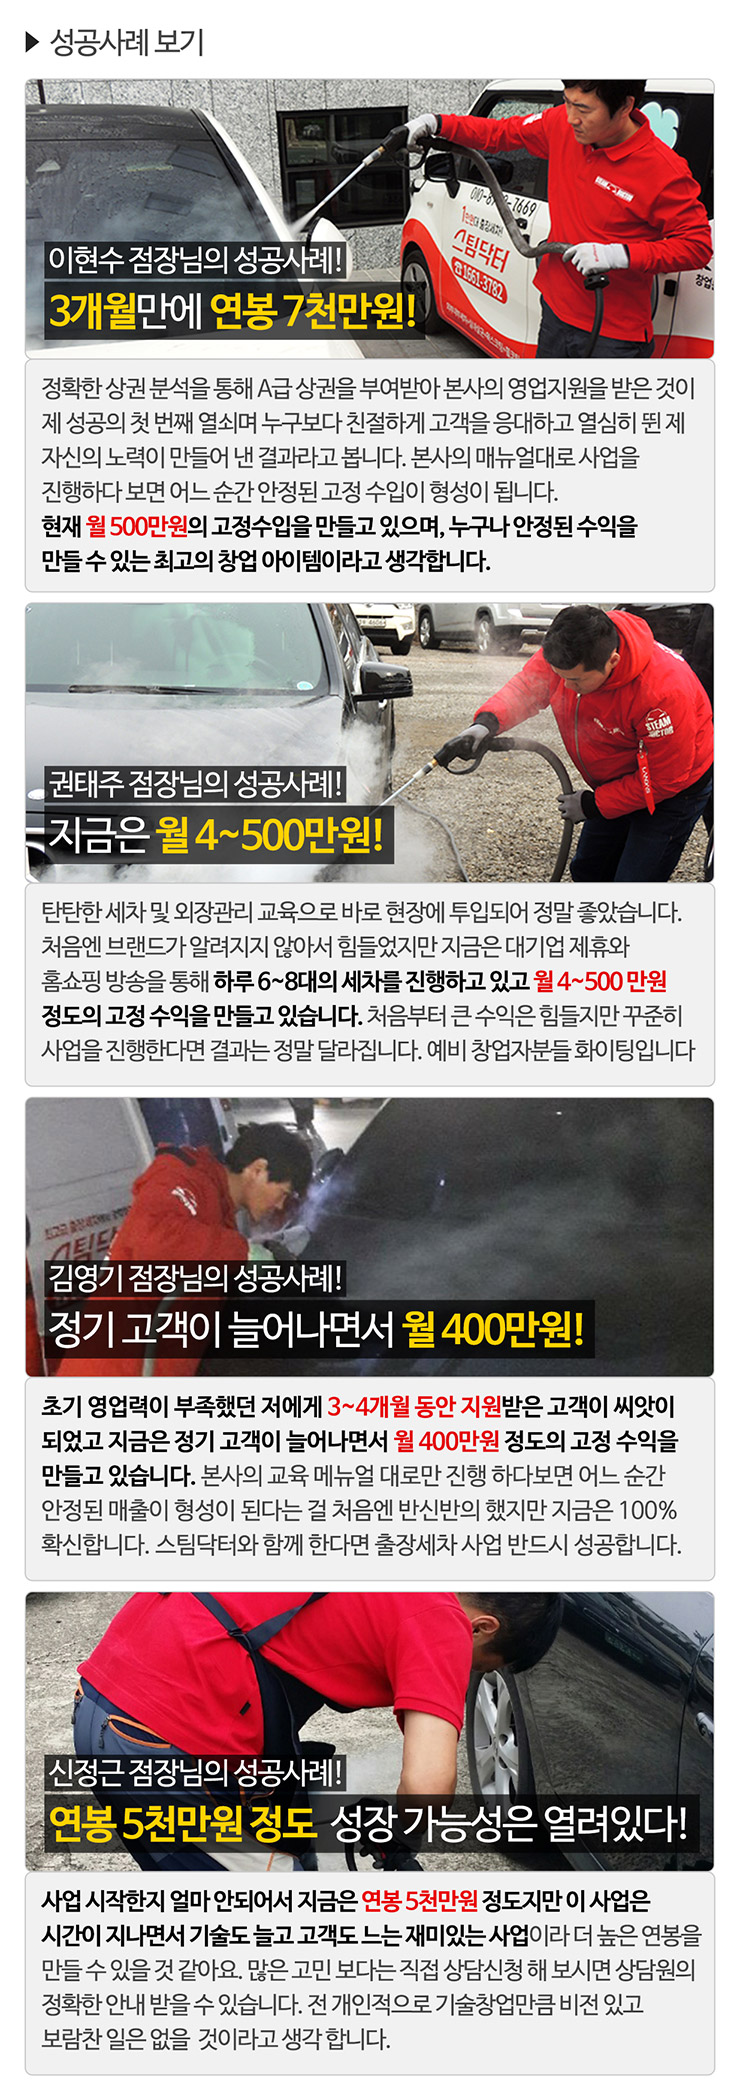 ▶ 성공사례 보기
1인 1대 출장세차
스팀닥터
☎1661-3782
이현수 점장님의 성공사례!
3개월만에 연봉 7천만원!
정확한 상권 분석을 통해 A급 상권을 부여받아 본사의 영업지원을 받은 것이
제 성공의 첫 번째 열쇠며 누구보다 친절하게 고객을 응대하고 열심히 뛴 제
자신의 노력이 만들어 낸 결과라고 봅니다. 본사의 매뉴얼대로 사업을
진행하다 보면 어느 순간 안정된 고정 수입이 형성이 됩니다.
현재 월 500만원의 고정수입을 만들고 있으며, 누구나 안정된 수익을
만들 수 있는 최고의 창업 아이템이라고 생각합니다.
STEAM
DOCTOR
권태주 점장님의 성공사례!
지금은 월 4~500만원!
탄탄한 세차 및 외장관리 교육으로 바로 현장에 투입되어 정말 좋았습니다.
처음엔 브랜드가 알려지지 않아서 힘들었지만 지금은 대기업 제휴와
홈쇼핑 방송을 통해 하루 6~8대의 세차를 진행하고 있고 월 4~500 만원
정도의 고정 수익을 만들고 있습니다. 처음부터 큰 수익은 힘들지만 꾸준히
사업을 진행한다면 결과는 정말 달라집니다. 예비 창업자분들 화이팅입니다
스팀닥
김영기 점장님의 성공사례!
정기 고객이 늘어나면서 월 400만원!
초기 영업력이 부족했던 저에게 3~4개월 동안 지원받은 고객이 씨앗이
되었고 지금은 정기 고객이 늘어나면서 월 400만원 정도의 고정 수익을
만들고 있습니다. 본사의 교육 메뉴얼 대로만 진행 하다보면 어느 순간
안정된 매출이 형성이 된다는 걸 처음엔 반신반의 했지만 지금은 100%
확신합니다. 스팀닥터와 함께 한다면 출장세차 사업 반드시 성공합니다.
신정근 점장님의 성공사례!
연봉 5천만원 정도 성장 가능성은 열려있다!
사업 시작한지 얼마 안되어서 지금은 연봉 5천만원 정도지만 이 사업은
시간이 지나면서 기술도 늘고 고객도 느는 재미있는 사업이라 더 높은 연봉을
만들 수 있을 것 같아요. 많은 고민 보다는 직접 상담신청 해 보시면 상담원의
정확한 안내 받을 수 있습니다. 전 개인적으로 기술창업만큼 비전 있고
보람찬 일은 없을 것이라고 생각 합니다.